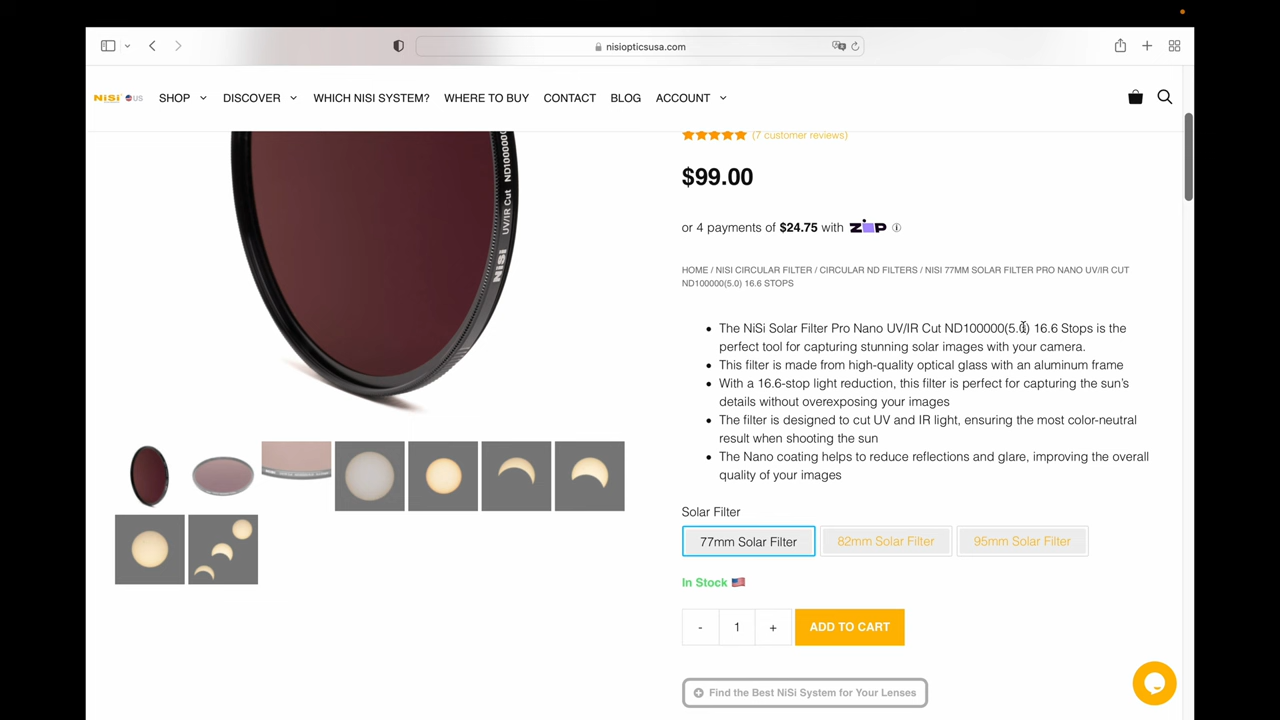 nisiopticsusa.com
NiSi US SHOP DISCOVER WHICH NISI SYSTEM? WHERE TO BUY CONTACT BLOG ACCOUNT
(7 customer reviews)
$99.00
or 4 payments of $24.75 with ZIP
HOME / NISI CIRCULAR FILTER / CIRCULAR ND FILTERS / NISI 77MM SOLAR FILTER PRO NANO UV/IR CUT
ND100000(5.0) 16.6 STOPS
The NiSi Solar Filter Pro Nano UV/IR Cut ND100000(5.0) 16.6 Stops is the
perfect tool for capturing stunning solar images with your camera.
This filter is made from high-quality optical glass with an aluminum frame
With a 16.6-stop light reduction, this filter is perfect for capturing the sun's
details without overexposing your images
The filter is designed to cut UV and IR light, ensuring the most color-neutral
result when shooting the sun
The Nano coating helps to reduce reflections and glare, improving the overall
quality of your images
Solar Filter
77mm Solar Filter 82mm Solar Filter 95mm Solar Filter
In Stock
- 1 + ADD TO CART
Find the Best NiSi System for Your Lenses
NiSi UV/IR Cut ND100000